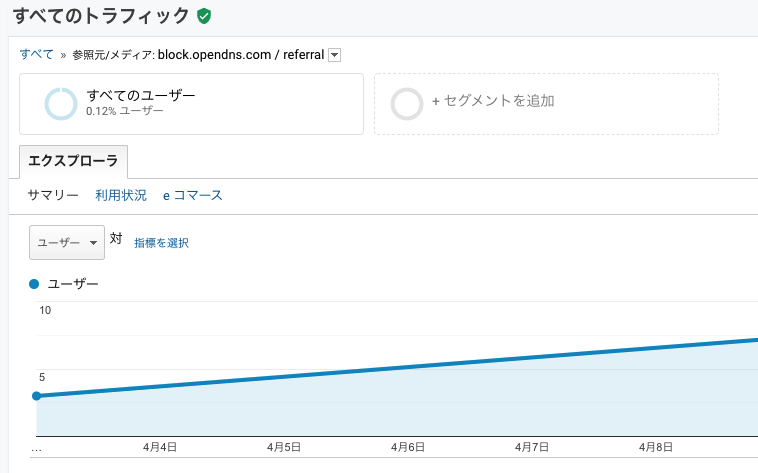 すべてのトラフィック
すべて » 参照元/メディア: block.opendns.com / referral
すべてのユーザー
0.12% ユーザー
+ セグメントを追加
エクスプローラ
サマリー 利用状況 e コマース
ユーザー 対 指標を選択
ユーザー
10
5
... 4月4日 4月5日 4月6日 4月7日 4月8日